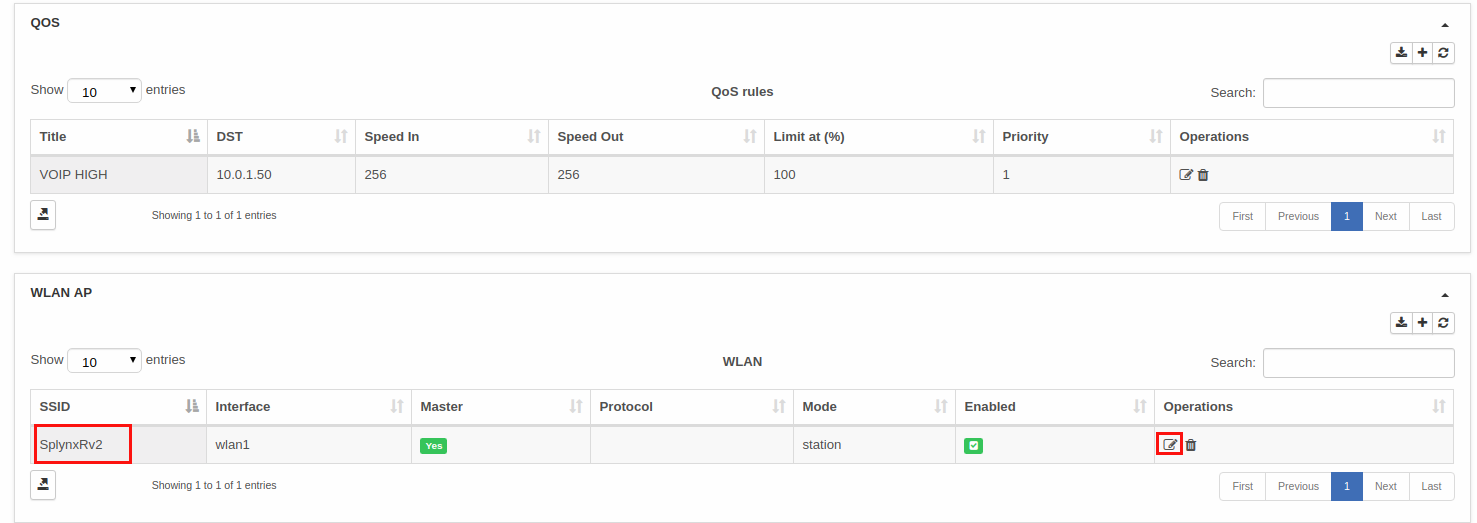 QOS
Show 10 entries QoS rules Search:
Title DST Speed In Speed Out Limit at (%) Priority Operations
VOIP HIGH 10.0.1.50 256 256 100 1
Showing 1 to 1 of 1 entries First Previous 1 Next Last
WLAN AP
Show 10 entries WLAN Search:
SSID Interface Master Protocol Mode Enabled Operations
SplynxRv2 wlan1 Yes station
Showing 1 to 1 of 1 entries First Previous 1 Next Last